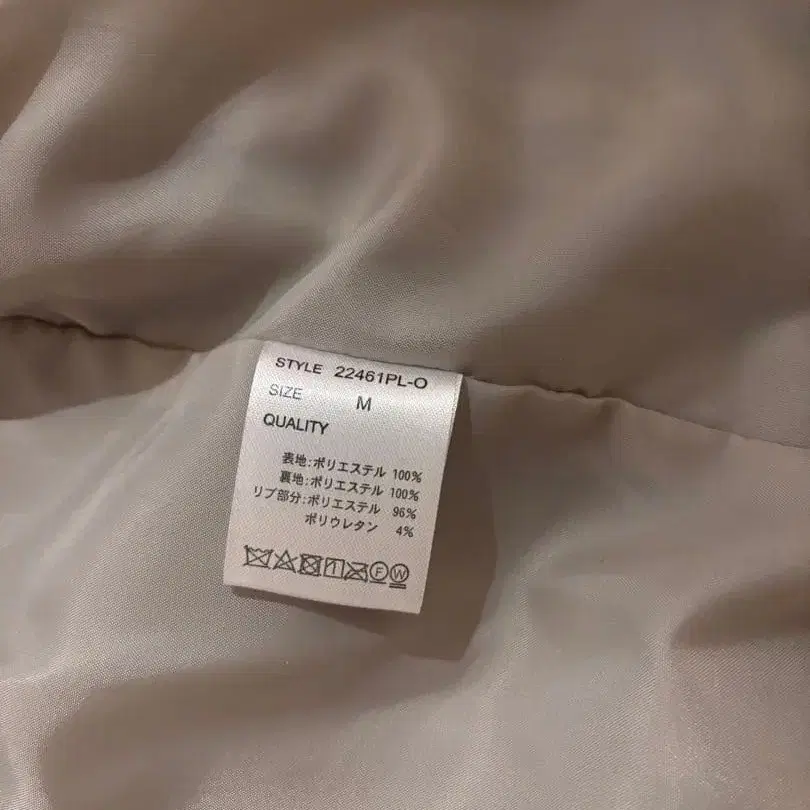 STYLE 22461PL-O
SIZE M
QUALITY
表地:ポリエステル 100%
裏地:ポリエステル 100%
リブ部分:ポリエステル 96%
ポリウレタン 4%
F W